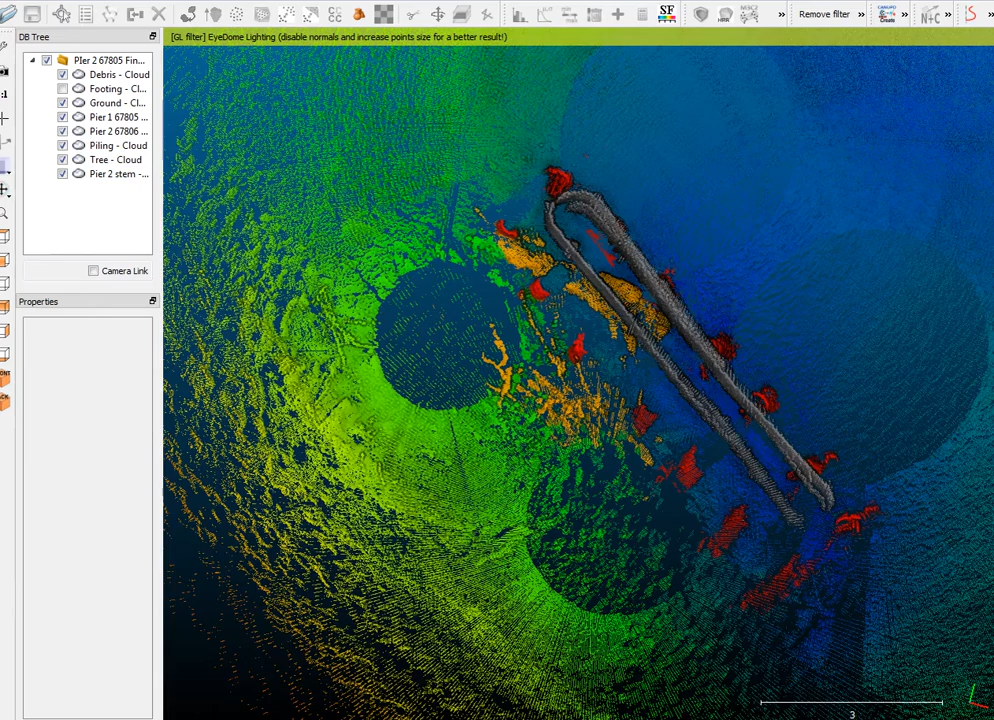 SF
Remove filter
Create
N+C
DB Tree
[GL filter] EyeDome Lighting (disable normals and increase points size for a better result!)
PIer 2 67805 Fin...
Debris - Cloud
Footing - Cl...
Ground - Cl...
Pier 1 67805 ...
Pier 2 67806 ...
Piling - Cloud
Tree - Cloud
Pier 2 stem -...
Camera Link
Properties
3